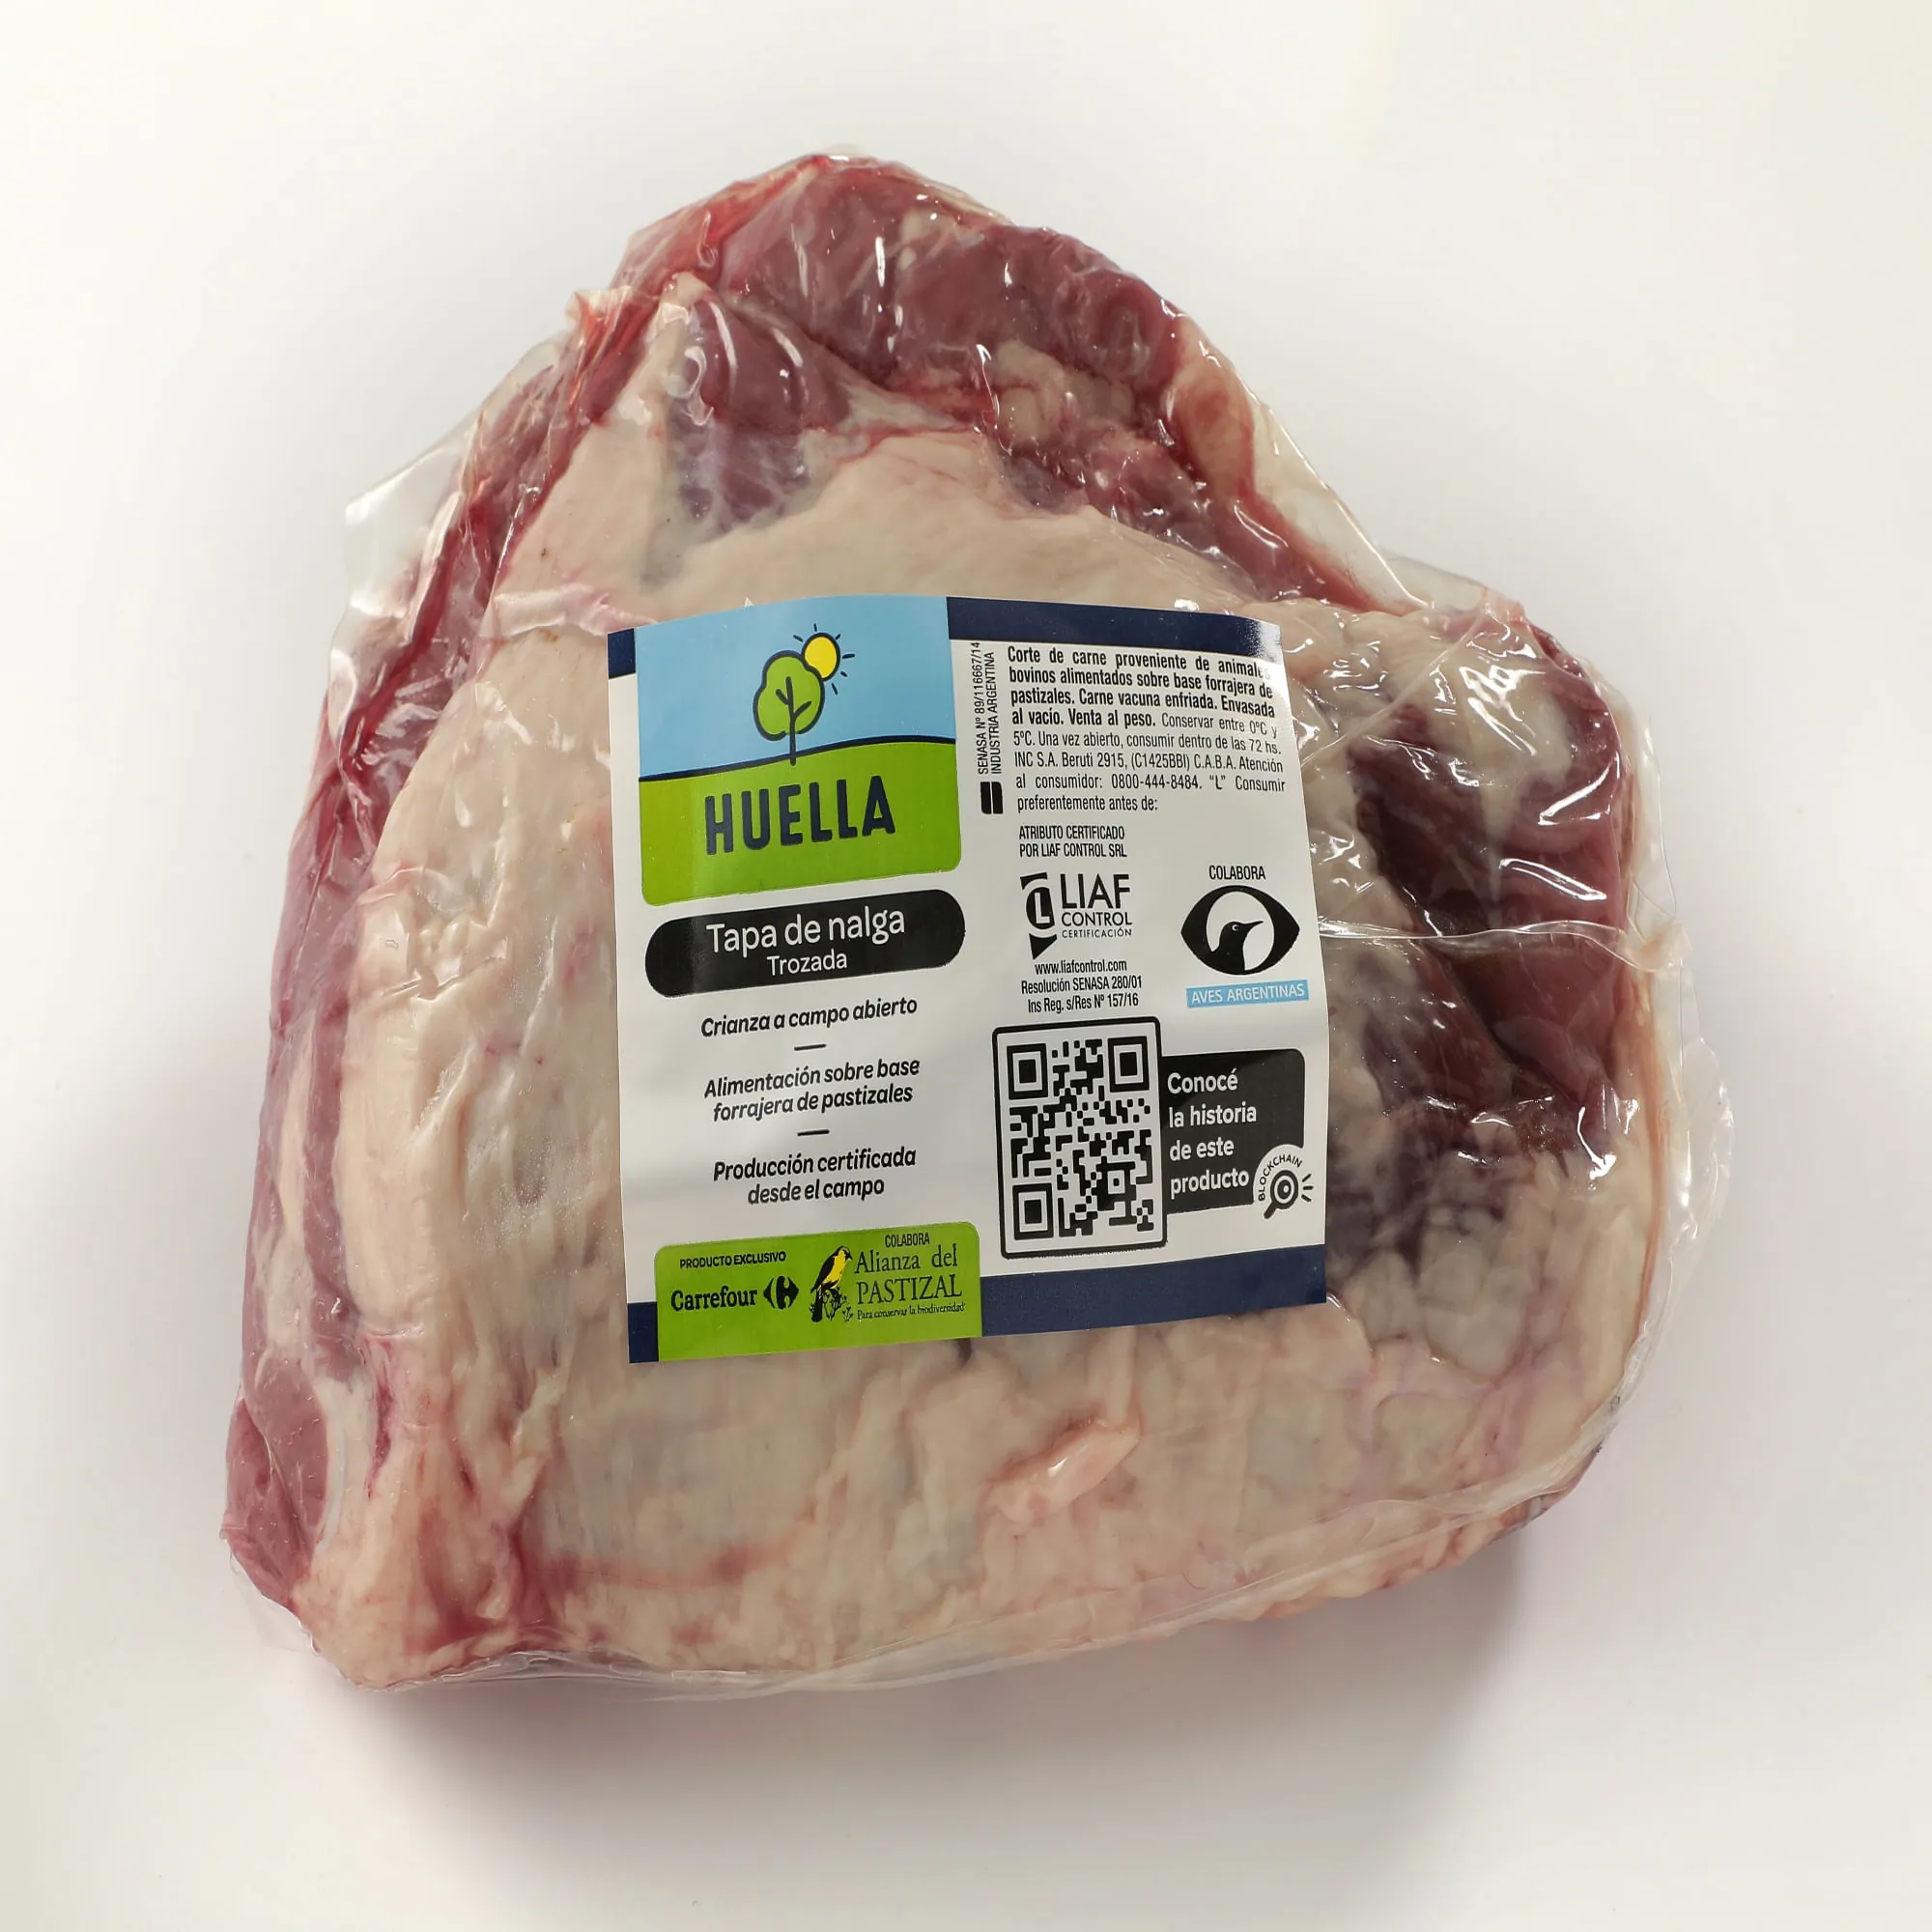 HUELLA
Tapa de nalga
Trozada
Crianza a campo abierto
Alimentación sobre base
forrajera de pastizales
Producción certificada
desde el campo
PRODUCTO EXCLUSIVO
Carrefour
COLABORA
Alianza del
PASTIZAL
Para conservar la biodiversidad
SENASA Nº 89/116667/14
INDUSTRIA ARGENTINA
Corte de carne proveniente de animales
bovinos alimentados sobre base forrajera de
pastizales. Carne vacuna enfriada. Envasada
al vacío. Venta al peso. Conservar entre 0ºC y
5ºC. Una vez abierto, consumir dentro de las 72 hs.
INC S.A. Beruti 2915, (C1425BBI) C.A.B.A. Atención
al consumidor: 0800-444-8484. “L” Consumir
preferentemente antes de:
ATRIBUTO CERTIFICADO
POR LIAF CONTROL SRL
LIAF
CONTROL
CERTIFICACIÓN
www.liafcontrol.com
Resolución SENASA 280/01
Ins Reg. s/Res Nº 157/16
COLABORA
AVES ARGENTINAS
Conocé
la historia
de este
producto
BLOCKCHAIN